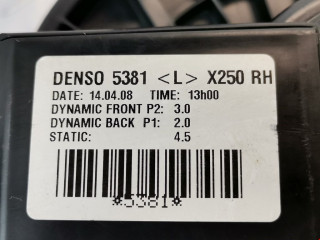 DENSO 5381 <L> X250 RH
DATE: 14.04.08 TIME: 13h00
DYNAMIC FRONT P2: 3.0
DYNAMIC BACK P1: 2.0
STATIC: 4.5
*5381*